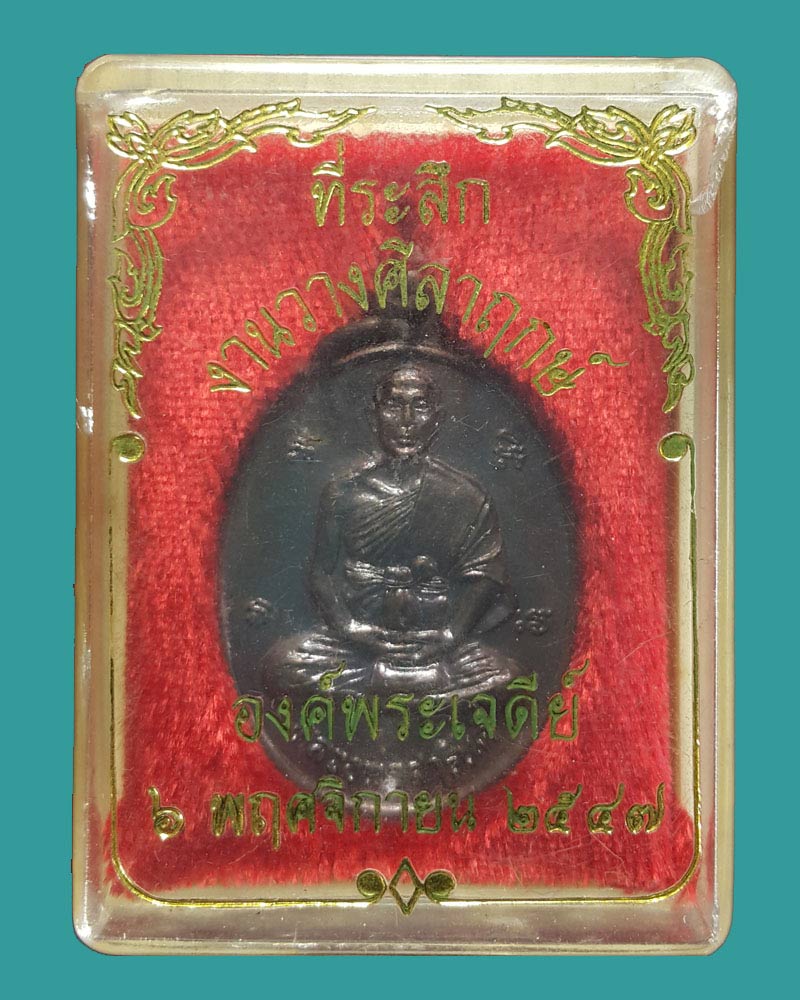 ที่ระลึก
งานวางศิลาฤกษ์
องค์พระเจดีย์
๖ พฤศจิกายน ๒๕๔๗